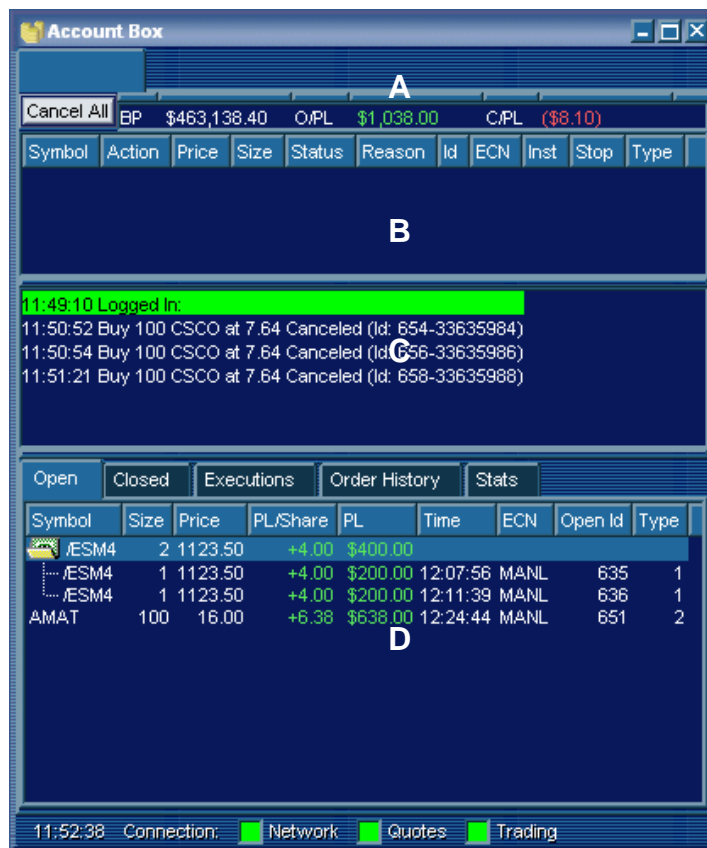 Account Box
A
Cancel All BP $463,138.40 O/PL $1,038.00 C/PL ($8.10)
Symbol Action Price Size Status Reason Id ECN Inst Stop Type
B
11:49:10 Logged In:
11:50:52 Buy 100 CSCO at 7.64 Canceled (Id: 654-33635984)
11:50:54 Buy 100 CSCO at 7.64 Canceled (Id: 656-33635986)
C
11:51:21 Buy 100 CSCO at 7.64 Canceled (Id: 658-33635988)
Open Closed Executions Order History Stats
Symbol Size Price PL/Share PL Time ECN Open Id Type
/ESM4 2 1123.50 +4.00 $400.00
/ESM4 1 1123.50 +4.00 $200.00 12:07:56 MANL 635 1
/ESM4 1 1123.50 +4.00 $200.00 12:11:39 MANL 636 1
AMAT 100 16.00 +6.38 $638.00 12:24:44 MANL 651 2
D
11:52:38 Connection: Network Quotes Trading